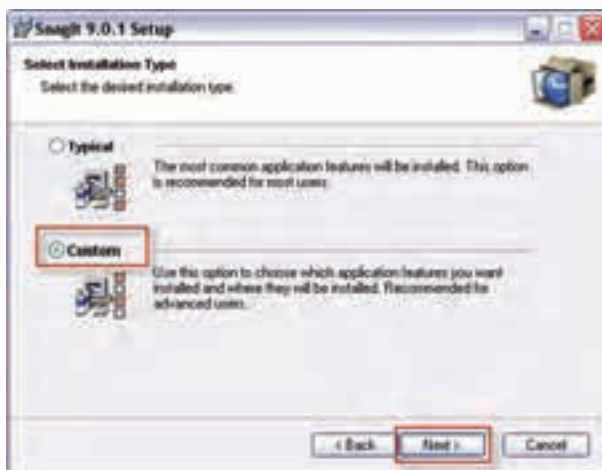 SnagIt 9.0.1 Setup
Select Installation Type
Select the desired installation type.
Typical
The most common application features will be installed. This option
is recommended for most users.
Custom
Use this option to choose which application features you want
installed and where they will be installed. Recommended for
advanced users.
< Back
Next >
Cancel